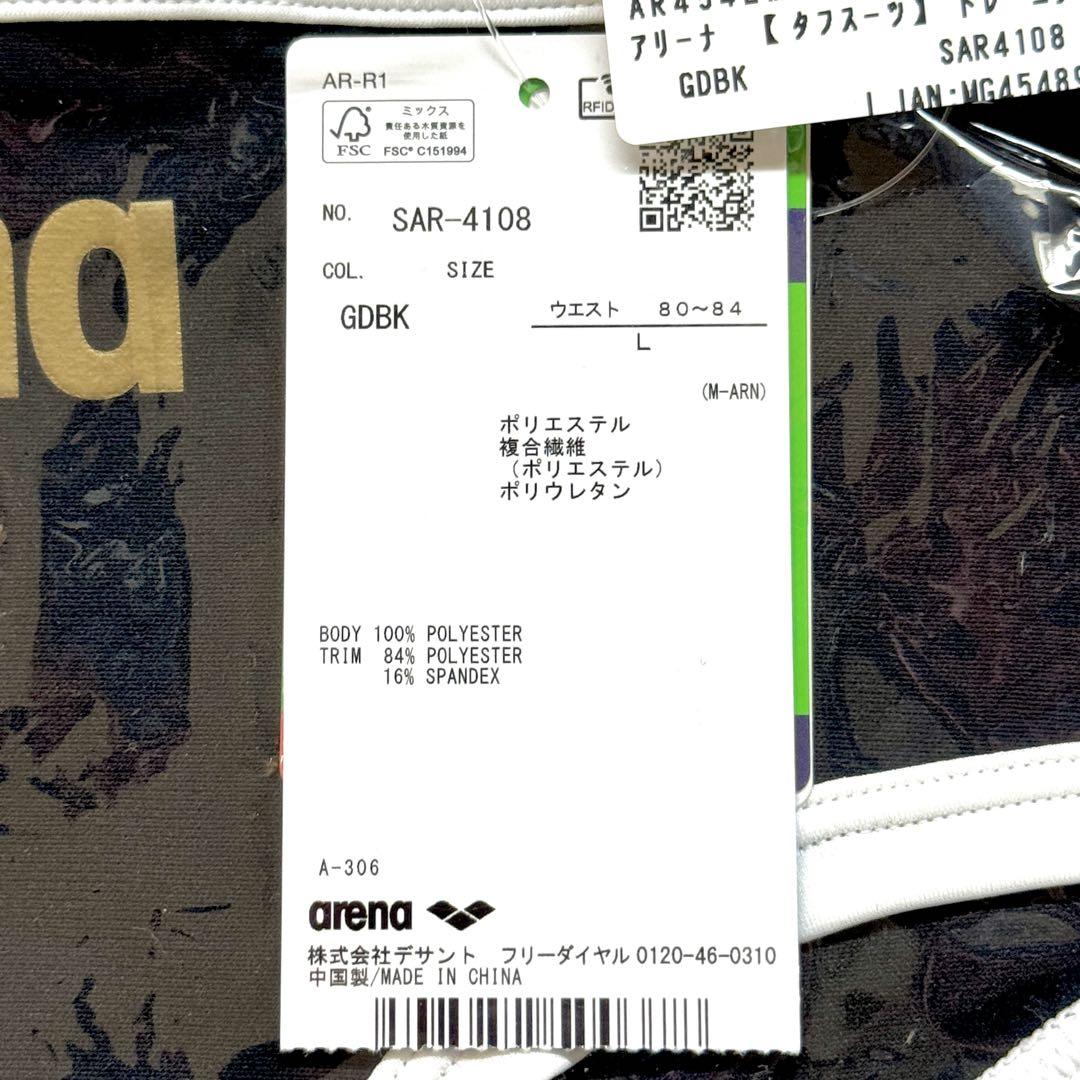 アリーナ 【タフスーツ】
SAR4108
GDBK
na
AR-R1
RFID
FSC
ミックス
責任ある木質資源を
使用した紙
FSC® C151994
NO. SAR-4108
COL. SIZE
GDBK
ウエスト 80～84
L
(M-ARN)
ポリエステル
複合繊維
（ポリエステル）
ポリウレタン
BODY 100% POLYESTER
TRIM 84% POLYESTER
16% SPANDEX
A-306
arena
株式会社デサント フリーダイヤル 0120-46-0310
中国製/MADE IN CHINA